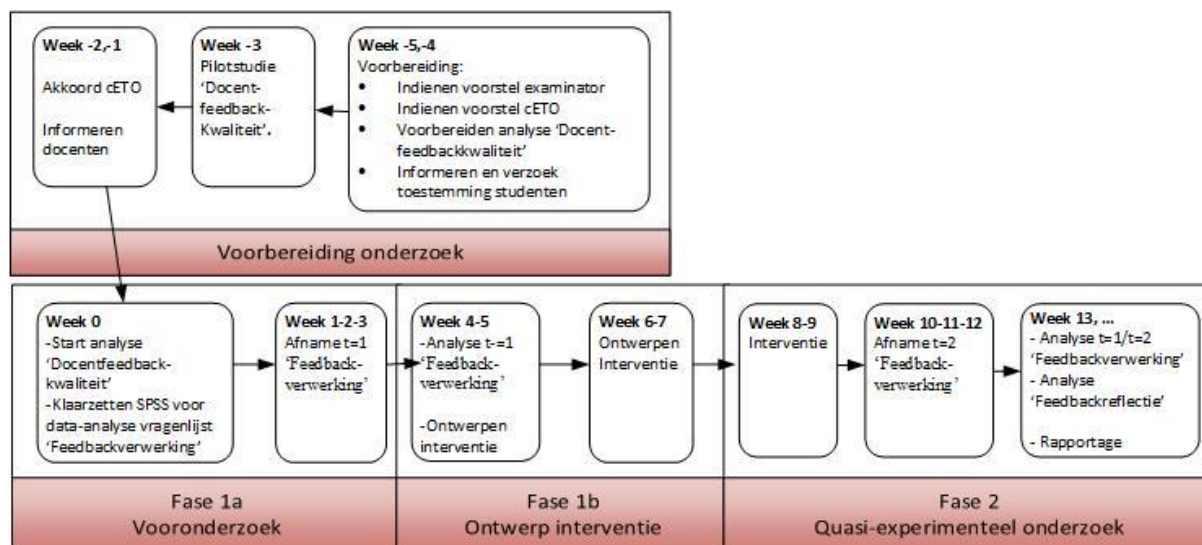 Week -2,-1
Akkoord cETO
Informeren
docenten
Week -3
Pilotstudie
‘Docent-
feedback-
Kwaliteit’.
Week -5,-4
Voorbereiding:
• Indienen voorstel examinator
• Indienen voorstel cETO
• Voorbereiden analyse ‘Docent-
feedbackkwaliteit’
• Informeren en verzoek
toestemming studenten
Voorbereiding onderzoek
Week 0
-Start analyse
‘Docentfeedback-
kwaliteit’
-Klaarzetten SPSS voor
data-analyse vragenlijst
‘Feedbackverwerking’
Week 1-2-3
Afname t=1
‘Feedback-
verwerking’
Week 4-5
-Analyse t-=1
‘Feedback-
verwerking’
-Ontwerpen
interventie
Week 6-7
Ontwerpen
Interventie
Week 8-9
Interventie
Week 10-11-12
Afname t=2
‘Feedback-
verwerking’
Week 13, ...
- Analyse t=1/t=2
‘Feedbackverwerking’
- Analyse
‘Feedbackreflectie’
- Rapportage
Fase 1a
Vooronderzoek
Fase 1b
Ontwerp interventie
Fase 2
Quasi-experimenteel onderzoek